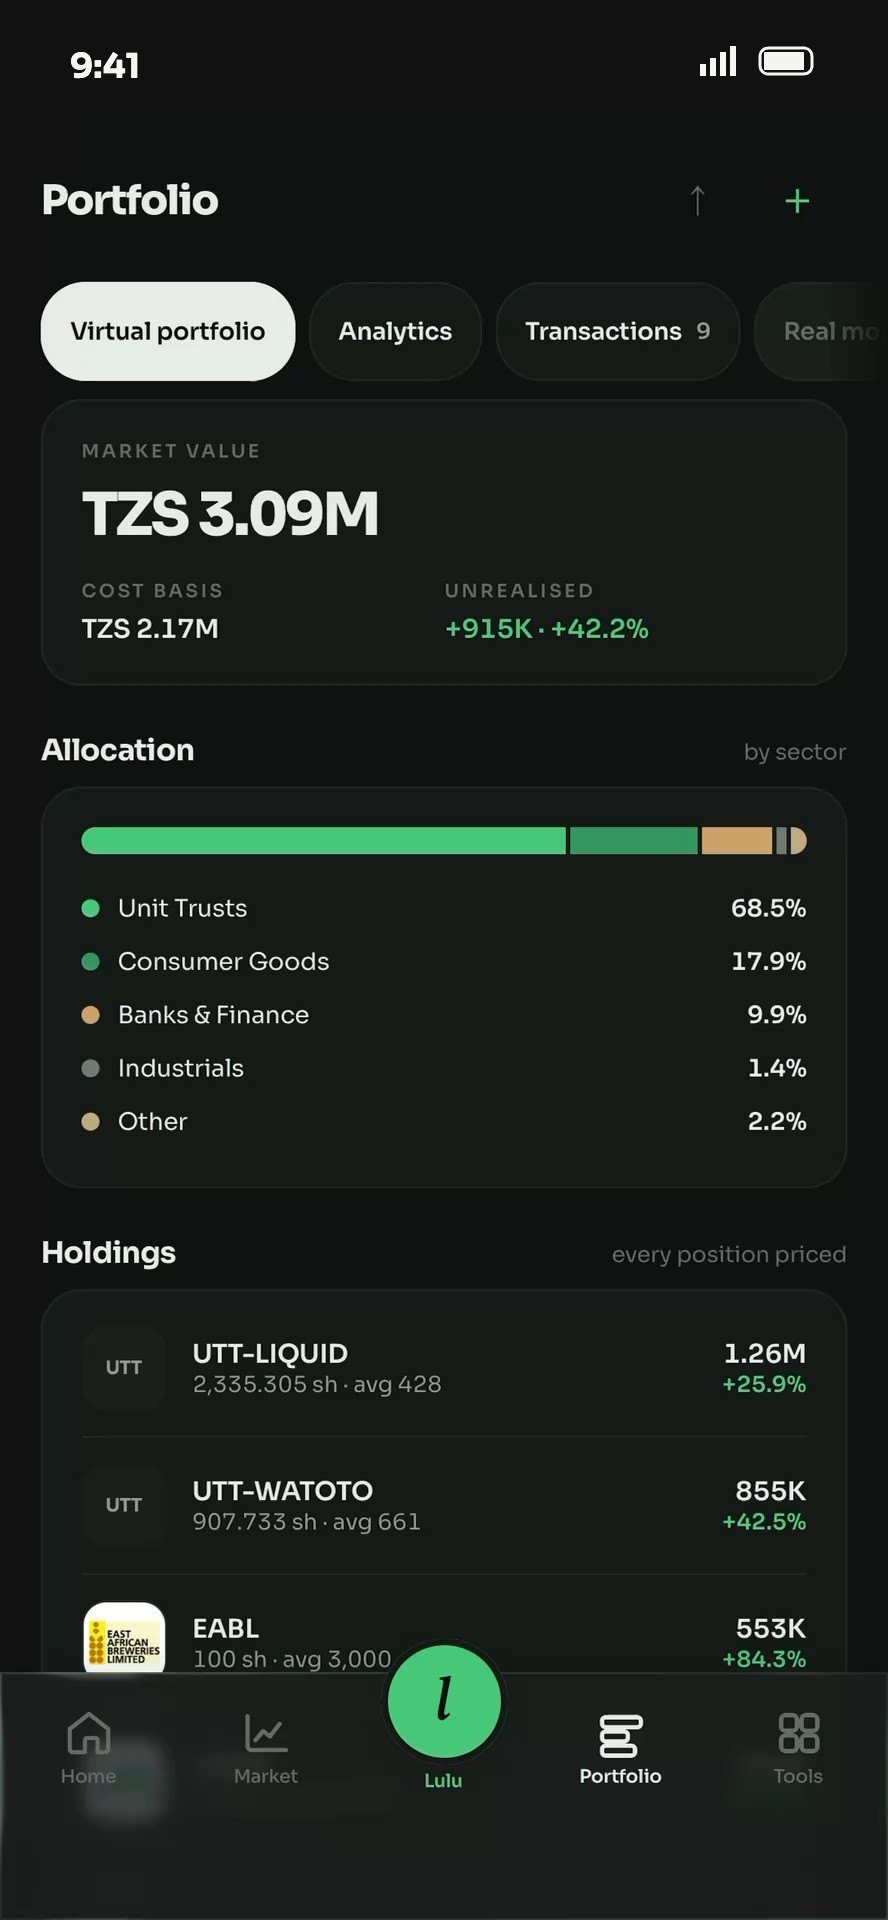 9:41
Portfolio ↑ +
Virtual portfolio Analytics Transactions 9 Real mo
MARKET VALUE
TZS 3.09M
COST BASIS UNREALISED
TZS 2.17M +915K · +42.2%
Allocation by sector
Unit Trusts 68.5%
Consumer Goods 17.9%
Banks & Finance 9.9%
Industrials 1.4%
Other 2.2%
Holdings every position priced
UTT UTT-LIQUID 1.26M
2,335.305 sh · avg 428 +25.9%
UTT UTT-WATOTO 855K
907.733 sh · avg 661 +42.5%
EAST
AFRICAN
BREWERIES
LIMITED
EABL 553K
100 sh · avg 3,000 +84.3%
l
Home Market Lulu Portfolio Tools